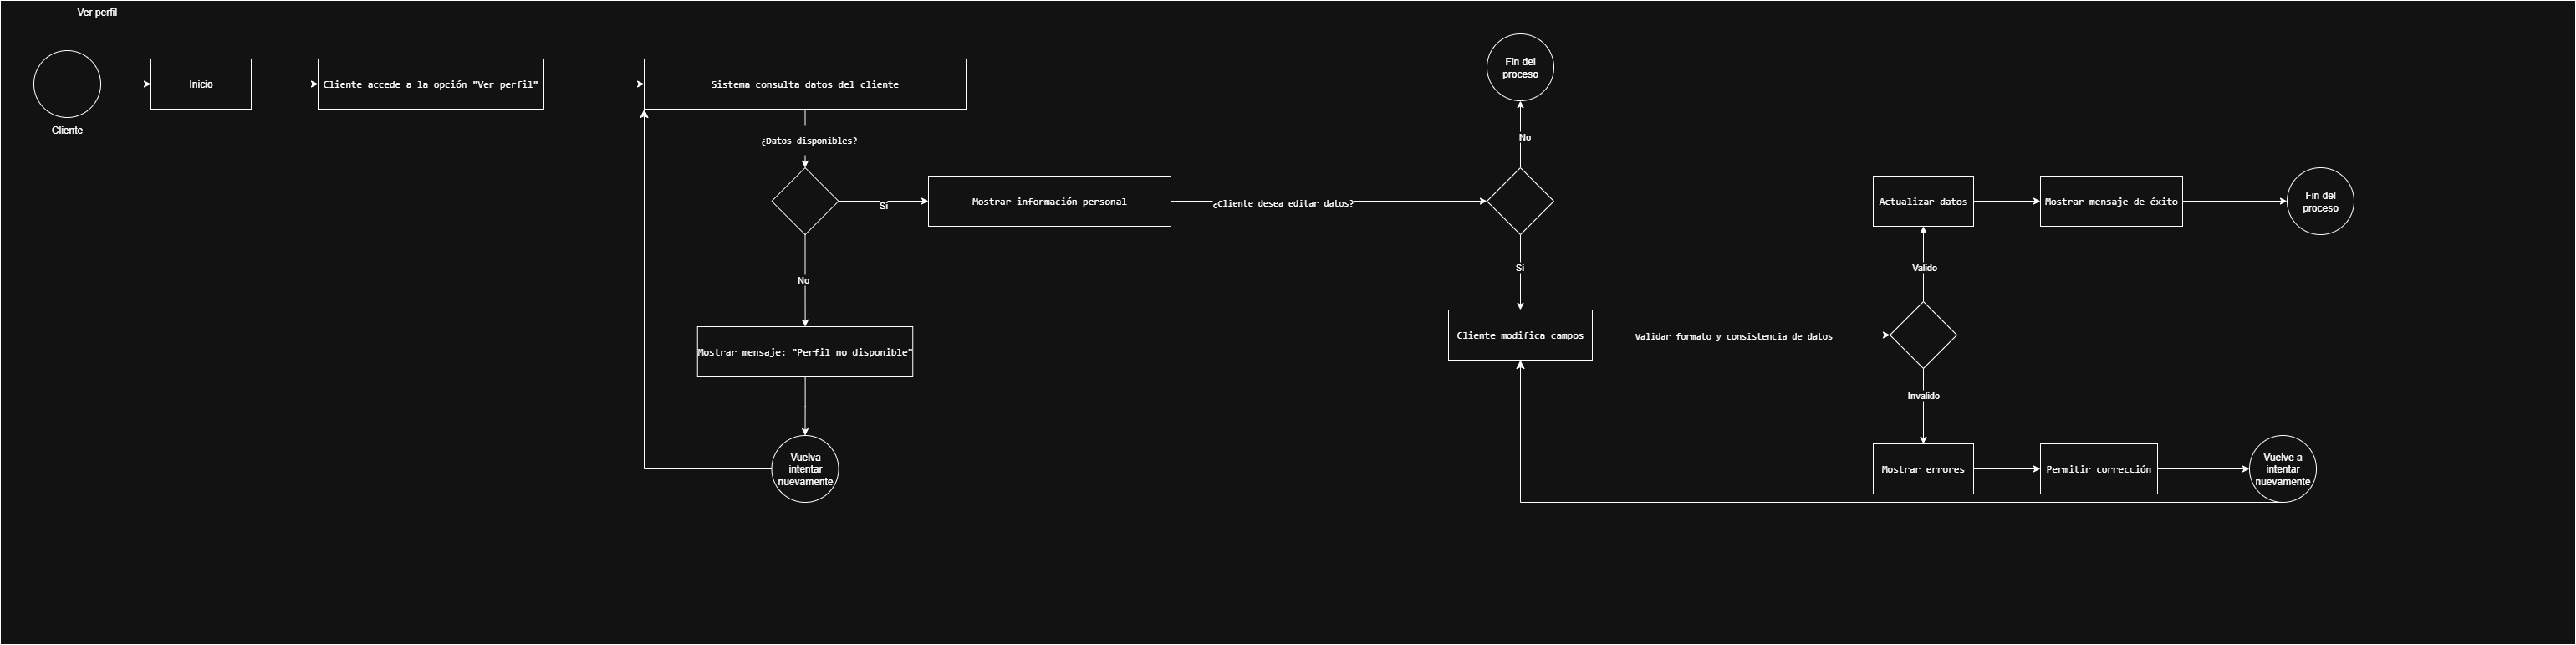 Ver perfil
Cliente
Inicio
Cliente accede a la opción "Ver perfil"
Sistema consulta datos del cliente
¿Datos disponibles?
Si
No
Mostrar mensaje: "Perfil no disponible"
Vuelva
intentar
nuevamente
Mostrar información personal
¿Cliente desea editar datos?
No
Fin del
proceso
Si
Cliente modifica campos
Validar formato y consistencia de datos
Valido
Actualizar datos
Mostrar mensaje de éxito
Fin del
proceso
Invalido
Mostrar errores
Permitir corrección
Vuelve a
intentar
nuevamente